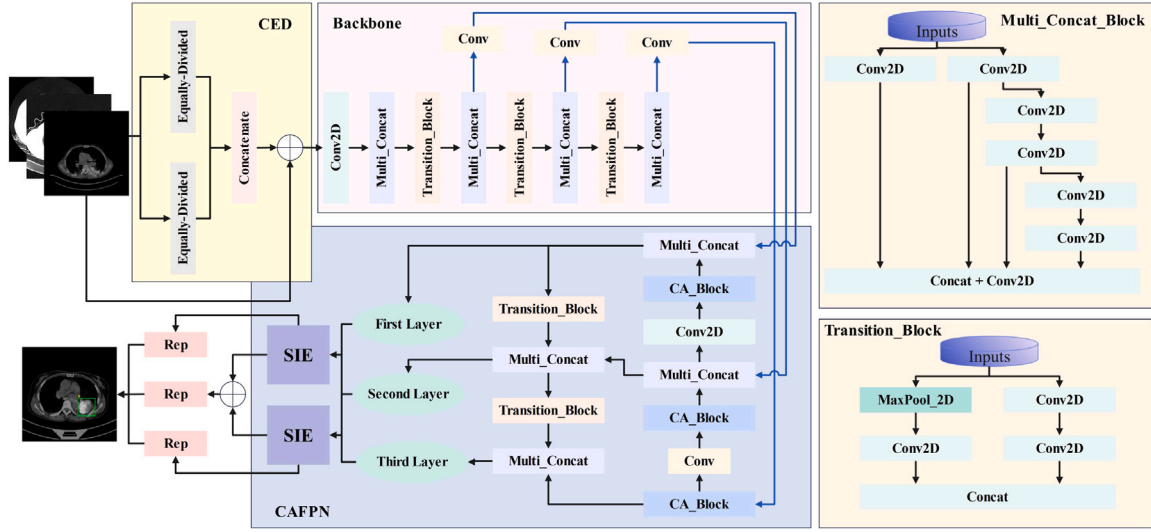 CED
Equally-Divided
Equally-Divided
Concatenate
Backbone
Conv
Conv
Conv
Conv2D
Multi_Concat
Transition_Block
Multi_Concat
Transition_Block
Multi_Concat
Transition_Block
Multi_Concat
Multi_Concat_Block
Inputs
Conv2D
Conv2D
Conv2D
Conv2D
Conv2D
Conv2D
Concat + Conv2D
Multi_Concat
CA_Block
Transition_Block
First Layer
Conv2D
SIE
Rep
Multi_Concat
Multi_Concat
Rep
Second Layer
Transition_Block
CA_Block
SIE
Rep
Third Layer
Multi_Concat
Conv
CA_Block
CAFPN
Transition_Block
Inputs
MaxPool_2D
Conv2D
Conv2D
Conv2D
Concat